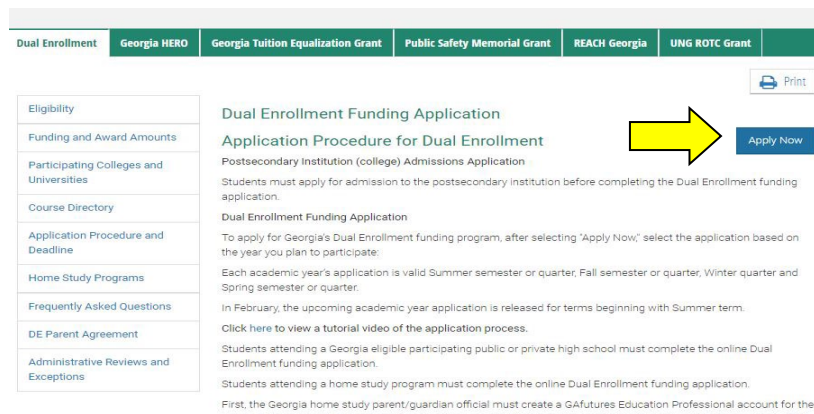 Dual Enrollment Georgia HERO Georgia Tuition Equalization Grant Public Safety Memorial Grant REACH Georgia UNG ROTC Grant
Print
Eligibility
Funding and Award Amounts
Participating Colleges and
Universities
Course Directory
Application Procedure and
Deadline
Home Study Programs
Frequently Asked Questions
DE Parent Agreement
Administrative Reviews and
Exceptions
Dual Enrollment Funding Application
Application Procedure for Dual Enrollment
Apply Now
Postsecondary Institution (college) Admissions Application
Students must apply for admission to the postsecondary institution before completing the Dual Enrollment funding
application.
Dual Enrollment Funding Application
To apply for Georgia's Dual Enrollment funding program, after selecting "Apply Now," select the application based on
the year you plan to participate:
Each academic year's application is valid Summer semester or quarter, Fall semester or quarter, Winter quarter and
Spring semester or quarter.
In February, the upcoming academic year application is released for terms beginning with Summer term.
Click here to view a tutorial video of the application process.
Students attending a Georgia eligible participating public or private high school must complete the online Dual
Enrollment funding application.
Students attending a home study program must complete the online Dual Enrollment funding application.
First, the Georgia home study parent/guardian official must create a GAfutures Education Professional account for the